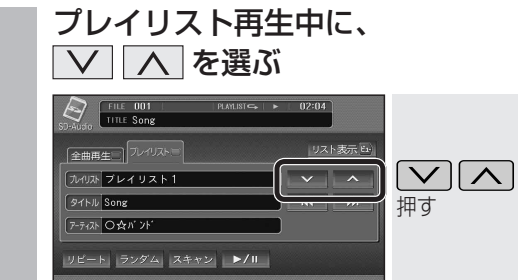 プレイリスト再生中に、
∨ ∧ を選ぶ
SD-Audio
FILE 001 PLAYLIST ▶ 02:04
TITLE Song
全曲再生 プレイリスト リスト表示
プレイリスト プレイリスト1 ∨ ∧
タイトル Song
アーティスト ○☆バンド
リピート ランダム スキャン ▶/II
∨ ∧
押す